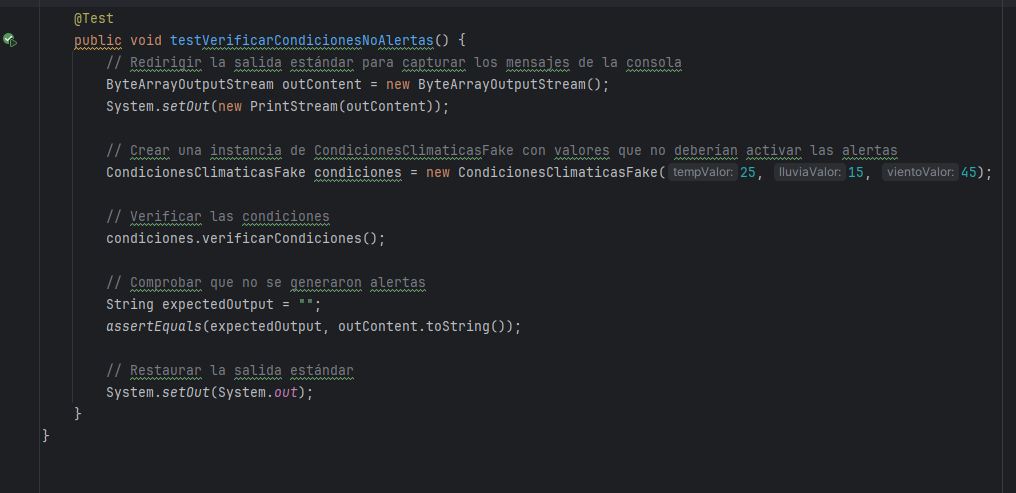 @Test
public void testVerificarCondicionesNoAlertas() {
// Redirigir la salida estándar para capturar los mensajes de la consola
ByteArrayOutputStream outContent = new ByteArrayOutputStream();
System.setOut(new PrintStream(outContent));
// Crear una instancia de CondicionesClimaticasFake con valores que no deberían activar las alertas
CondicionesClimaticasFake condiciones = new CondicionesClimaticasFake( tempValor: 25, lluviaValor: 15, vientoValor: 45);
// Verificar las condiciones
condiciones.verificarCondiciones();
// Comprobar que no se generaron alertas
String expectedOutput = "";
assertEquals(expectedOutput, outContent.toString());
// Restaurar la salida estándar
System.setOut(System.out);
}
}